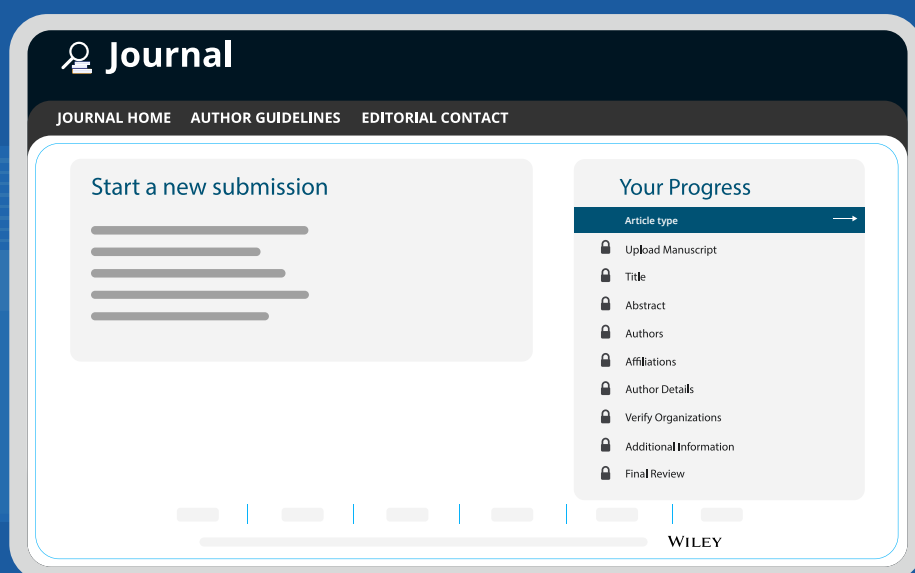 Journal
JOURNAL HOME AUTHOR GUIDELINES EDITORIAL CONTACT
Start a new submission
Your Progress
Article type
Upload Manuscript
Title
Abstract
Authors
Affiliations
Author Details
Verify Organizations
Additional Information
Final Review
WILEY